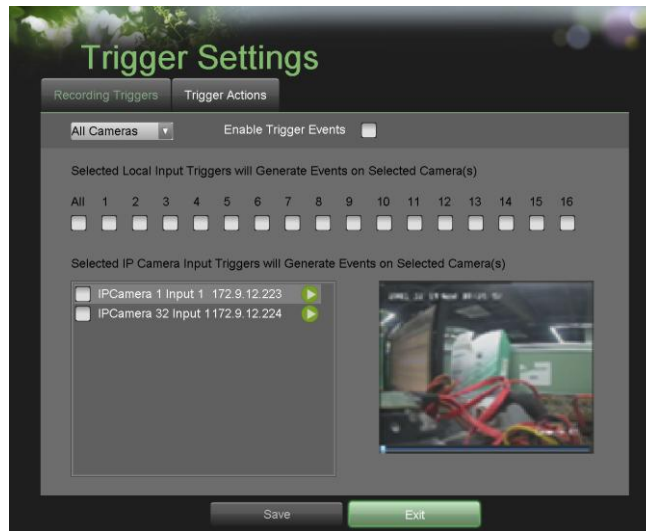 Trigger Settings
Recording Triggers Trigger Actions
All Cameras Enable Trigger Events
Selected Local Input Triggers will Generate Events on Selected Camera(s)
All 1 2 3 4 5 6 7 8 9 10 11 12 13 14 15 16
Selected IP Camera Input Triggers will Generate Events on Selected Camera(s)
IPCamera 1 Input 1 172.9.12.223
IPCamera 32 Input 1 172.9.12.224
Save Exit